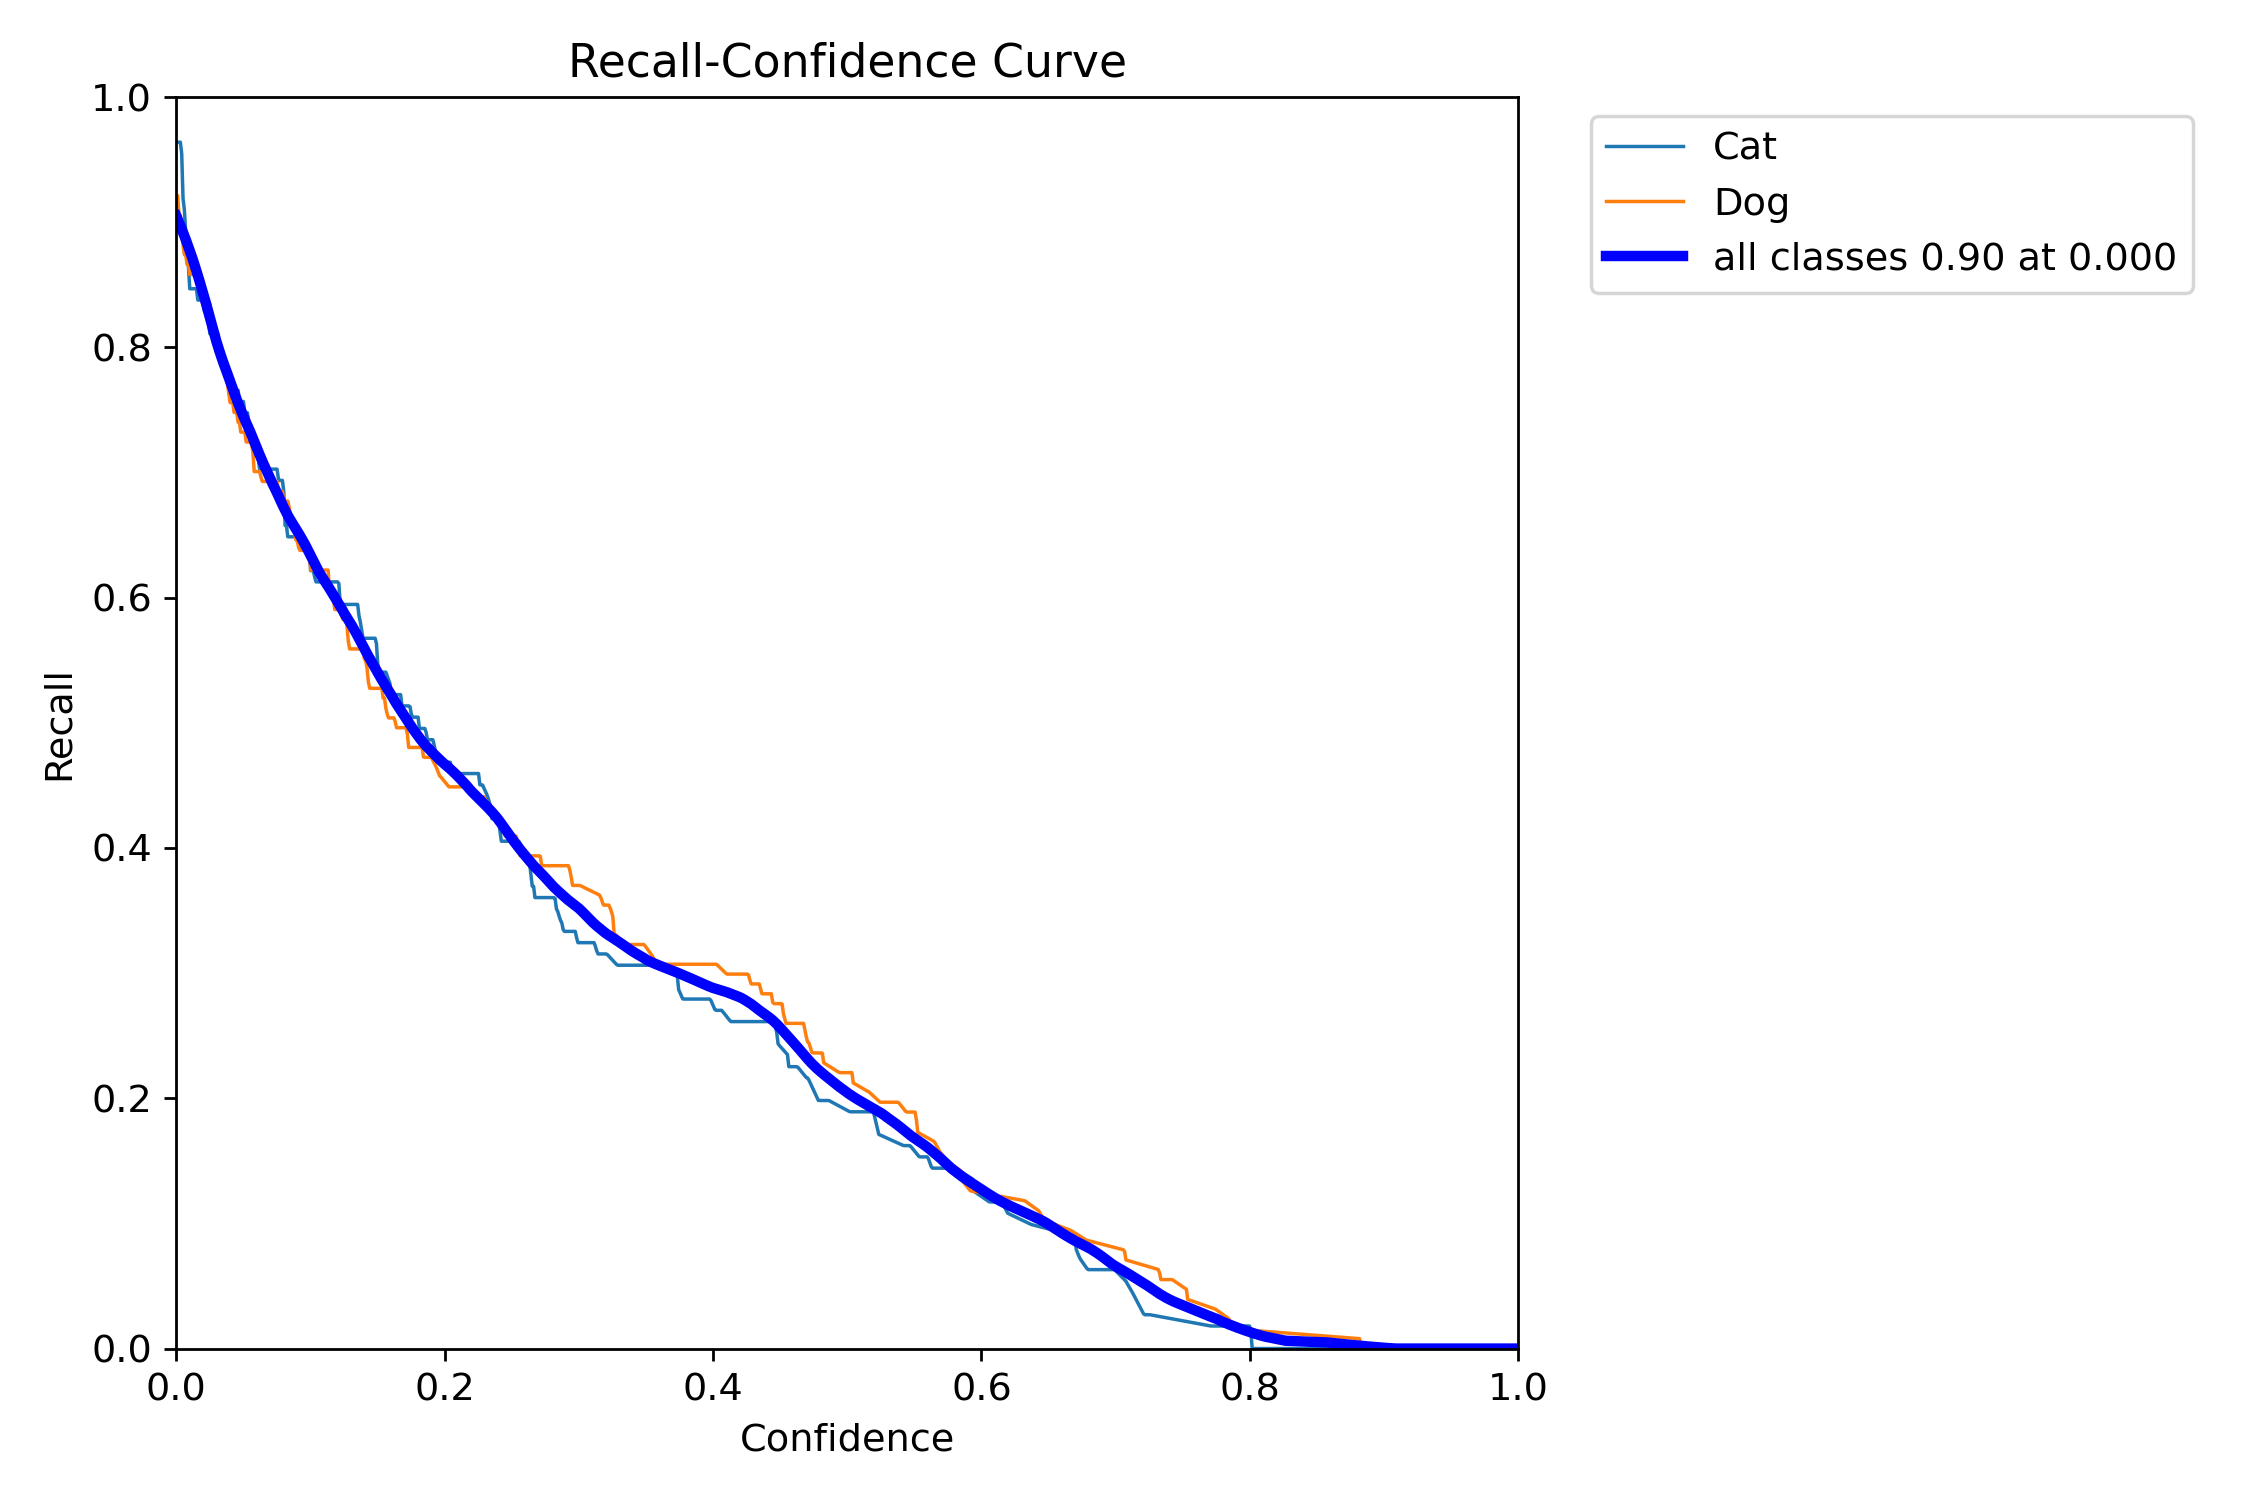 Recall-Confidence Curve
Cat
Dog
all classes 0.90 at 0.000
Recall
1.0
0.8
0.6
0.4
0.2
0.0
0.0 0.2 0.4 0.6 0.8 1.0
Confidence